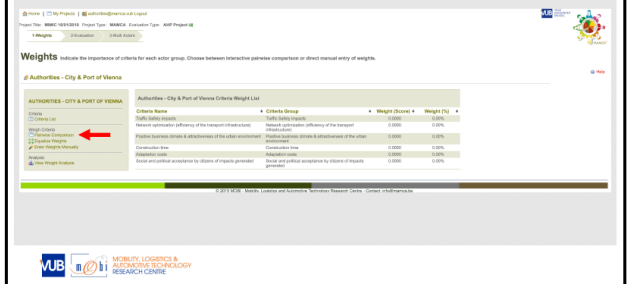 Home | My Projects | authorities@mamca.vub Logout
Project Title: MAMCA 10/31/2015 Project Type: MAMCA Evaluation Type: AHP Project
1-Weights 2-Evaluation 3-Multi Actors
Weights Indicate the importance of criteria for each actor group. Choose between interactive pairwise comparison or direct manual entry of weights.
Help
Authorities - City & Port of Vienna
AUTHORITIES - CITY & PORT OF VIENNA
Criteria
Criteria List
Weigh Criteria
Pairwise Comparison
Equalize Weights
Enter Weights Manually
Analysis
View Weight Analysis
Authorities - City & Port of Vienna Criteria Weight List
Criteria Name Criteria Group Weight (Score) Weight (%)
Traffic Safety impacts Traffic Safety impacts 0.0000 0.00%
Network optimization (efficiency of the transport infrastructure) Network optimization (efficiency of the transport infrastructure) 0.0000 0.00%
Positive business climate & attractiveness of the urban environment Positive business climate & attractiveness of the urban environment 0.0000 0.00%
Construction time Construction time 0.0000 0.00%
Adaptation costs Adaptation costs 0.0000 0.00%
Social and political acceptance by citizens of impacts generated Social and political acceptance by citizens of impacts generated 0.0000 0.00%
© 2015 MOBI - Mobility, Logistics and Automotive Technology Research Centre - Contact: info@mamca.be
VUB
mobi
MOBILITY, LOGISTICS &
AUTOMOTIVE TECHNOLOGY
RESEARCH CENTRE